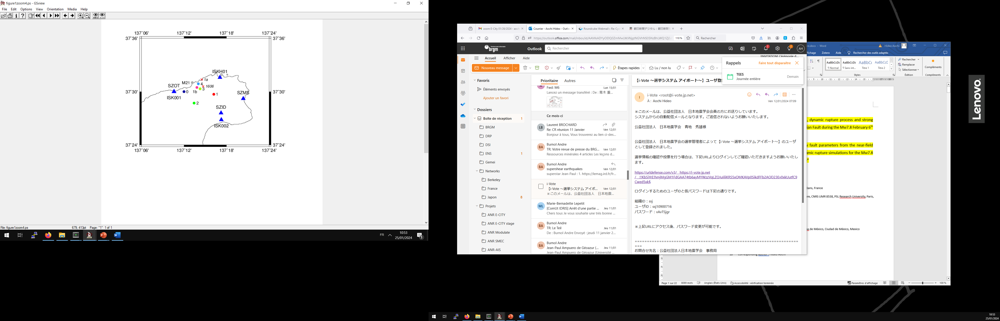 figure1zoom4.ps - GSview
File Edit Options View Orientation Media Help
137˚06' 137˚12' 137˚18' 137˚24'
37˚36' 37˚36'
ISKH01
M21 1a
SZOT 4 1606
3
37˚30' 0 1b 1 SZMS 37˚30'
ISK001
2 SZID
ISK002
37˚24' 37˚24'
137˚06' 137˚12' 137˚18' 137˚24'
File: figure1zoom4.ps 679, 413pt Page: "1" 1 of 1
FR 10:53
25/01/2024 3
zoom E-City 01/26/2024 - aoch
Courrier - Aochi Hideo - Outlo
Roundcube Webmail :: Re: Cyc
朝日新聞デジタル：朝日新聞
110 %
Rechercher
brgm Outlook Rechercher 2 2 AH
Accueil Afficher Aide
[INVITATION] Cérémonie d...
Nouveau message Étapes rapides Lu / non lu
Rappels Faire tout disparaître
TEES Demain
Journée entière
Favoris
Éléments envoyés
Ajouter un favori
Dossiers
Boîte de réception 1
BRGM
DRP
DSI
ENS 1
Gemei
Networks
Berkeley
France
Japon 8
Projets
ANR E-CITY
ANR E-CITY stage
ANR Modulate
ANR SMEC
ANR-AIS
Prioritaire Autres
Fwd: M6 Lun 15/01
Lancez un message transféré : De : 青木 重...
Ce mois-ci
LB Laurent BROCHARD
Re: CR réunion 11 Janvier Ven 12/01
Bonjour à tous, Vous trouverez au lien ci-des...
BA Burnol Andre
TR: Votre revue de presse du BRG... Ven 12/01
Ressources minérales 4 articles Les leçons d...
BA Burnol Andre
supershear earthquakes Ven 12/01
superstar Jean-Paul : 1. https://lemag.ird.fr/fr...
i-Vote
【i-Vote ～選挙システム アイポ... Ven 12/01
※このメールは、公益社団法人　日本地震...
ML Marie-Bernadette Lepetit
[ComUt IDRIS] Arrêt d'une partie ... Jeu 11/01
Chers tous Je vous souhaite une très bonne ...
BA Burnol Andre
TR: Le Teil Jeu 11/01
De : Burnol Andre Envoyé : jeudi 11 janvier 2...
BA Burnol Andre
Jean-Paul Ampuero de Géoazur (... Jeu 11/01
Jean-Paul Ampuero de Géoazur (Université ...
【i-Vote ～選挙システム アイポート～】ユーザ登
I i-Vote <root@i-vote.jp.net>
À : Aochi Hideo Ven 12/01/2024 07:09
※このメールは、公益社団法人　日本地震学会会員の方にお送りしています。
システムからの自動配信メールとなります。ご返信されないようお願いいたします。
公益社団法人　日本地震学会　青地　秀雄様
公益社団法人　日本地震学会の選挙管理者によって【i-Vote ～選挙システム アイポート～】のユーザ
として登録されました。
選挙情報の確認や投票を行う場合は、下記URLよりログインしてご確認いただきますようお願いいたし
ます。
https://urldefense.com/v3/__https://i-vote.jp.net
ログインするためのユーザIDと仮パスワードは下記の通りです。
組織ID：ssj
ユーザID：ssj10900716
パスワード：vAvTSjgr
※上記URLにアクセス後、パスワード変更が可能です。
===
お問合せ先名：公益社団法人日本地震学会　事務局
re.docx - Word Hideo Aochi
ffichage Zotero Aide Rechercher des outils adaptés
AaBbCcDc AaBbCcDc AaBbCc AaBbCcC
¶ Normal ¶ Sans int... Titre 1 Titre 2
Rechercher
Remplacer
Sélectionner
Compléments
Styles Édition Compléments
, dynamic rupture process and strong
ian Fault during the Mw7.8 February 6th
w fault parameters from the near-field
amic rupture simulations for the Mw7.8
éans, France
re, CNRS UMR 8538, PSL Research University, Paris,
na de México, Ciudad de México, Mexico
Corresponding author : Hideo Aochi
Page 1 sur 22 8089 mots Anglais (États-Unis) Accessibilité : vérification terminée Paramètres d'affichage 100 %
Lenovo
10:53
25/01/2024